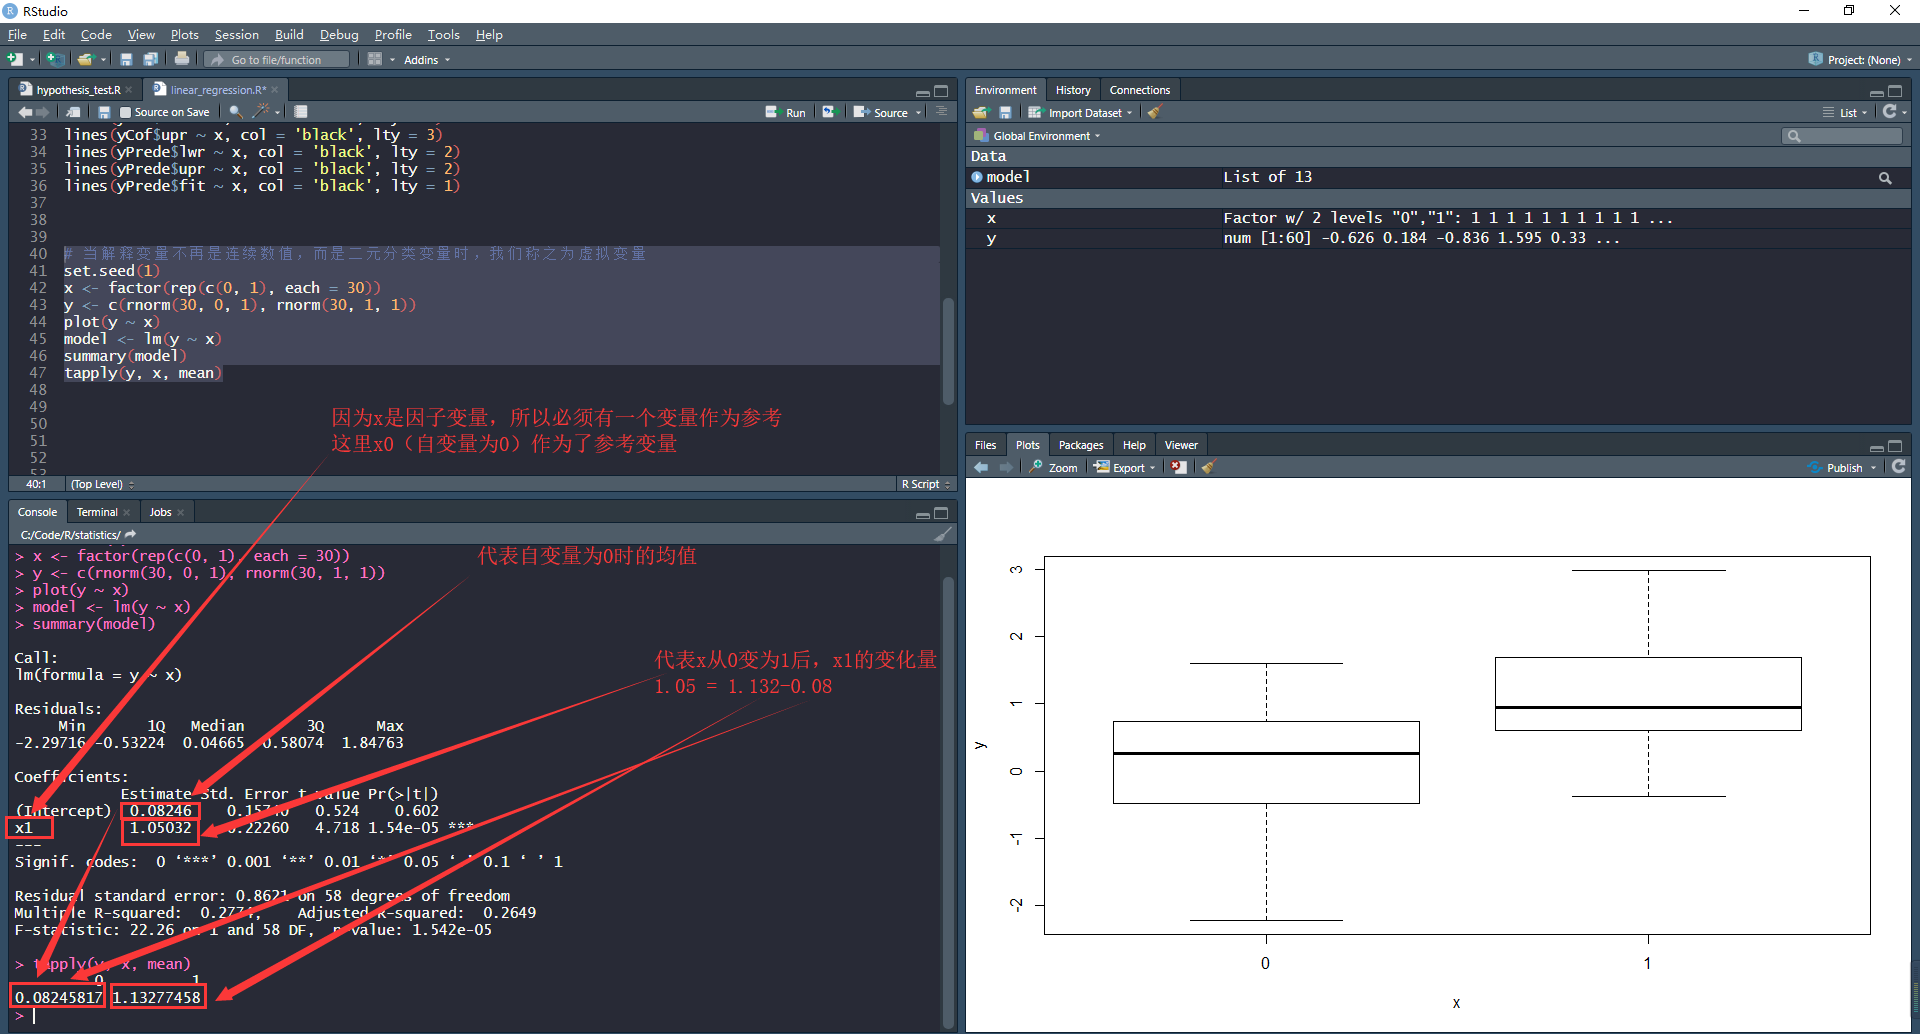 RStudio
File Edit Code View Plots Session Build Debug Profile Tools Help
Go to file/function Addins Project: (None)
hypothesis_test.R linear_regression.R*
Source on Save Run Source
33 lines(yCof$upr ~ x, col = 'black', lty = 3)
34 lines(yPrede$lwr ~ x, col = 'black', lty = 2)
35 lines(yPrede$upr ~ x, col = 'black', lty = 2)
36 lines(yPrede$fit ~ x, col = 'black', lty = 1)
37
38
39
40 # 当解释变量不再是连续数值，而是二元分类变量时，我们称之为虚拟变量
41 set.seed(1)
42 x <- factor(rep(c(0, 1), each = 30))
43 y <- c(rnorm(30, 0, 1), rnorm(30, 1, 1))
44 plot(y ~ x)
45 model <- lm(y ~ x)
46 summary(model)
47 tapply(y, x, mean)
48
49
50
51
52
53
因为x是因子变量，所以必须有一个变量作为参考
这里x0（自变量为0）作为了参考变量
40:1 (Top Level) R Script
Console Terminal Jobs
C:/Code/R/statistics/
> x <- factor(rep(c(0, 1), each = 30))
> y <- c(rnorm(30, 0, 1), rnorm(30, 1, 1))
> plot(y ~ x)
> model <- lm(y ~ x)
> summary(model)
代表自变量为0时的均值
代表x从0变为1后，x1的变化量
1.05 = 1.132-0.08
Call:
lm(formula = y ~ x)
Residuals:
Min 1Q Median 3Q Max
-2.29716 -0.53224 0.04665 0.58074 1.84763
Coefficients:
Estimate Std. Error t value Pr(>|t|)
(Intercept) 0.08246 0.15740 0.524 0.602
x1 1.05032 0.22260 4.718 1.54e-05 ***
---
Signif. codes: 0 ‘***’ 0.001 ‘**’ 0.01 ‘*’ 0.05 ‘.’ 0.1 ‘ ’ 1
Residual standard error: 0.8621 on 58 degrees of freedom
Multiple R-squared: 0.2774, Adjusted R-squared: 0.2649
F-statistic: 22.26 on 1 and 58 DF, p-value: 1.542e-05
> tapply(y, x, mean)
0 1
0.08245817 1.13277458
>
Environment History Connections
Import Dataset List
Global Environment
Data
model List of 13
Values
x Factor w/ 2 levels "0","1": 1 1 1 1 1 1 1 1 1 1 ...
y num [1:60] -0.626 0.184 -0.836 1.595 0.33 ...
Files Plots Packages Help Viewer
Zoom Export Publish
3
2
1
0
-1
-2
y
0 1
x